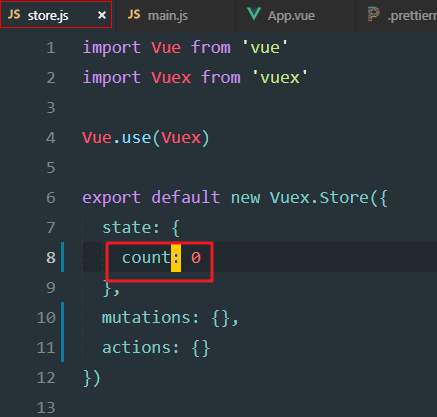 JS store.js × JS main.js App.vue .prettierr
1 import Vue from 'vue'
2 import Vuex from 'vuex'
3
4 Vue.use(Vuex)
5
6 export default new Vuex.Store({
7 state: {
8 count: 0
9 },
10 mutations: {},
11 actions: {}
12 })
13